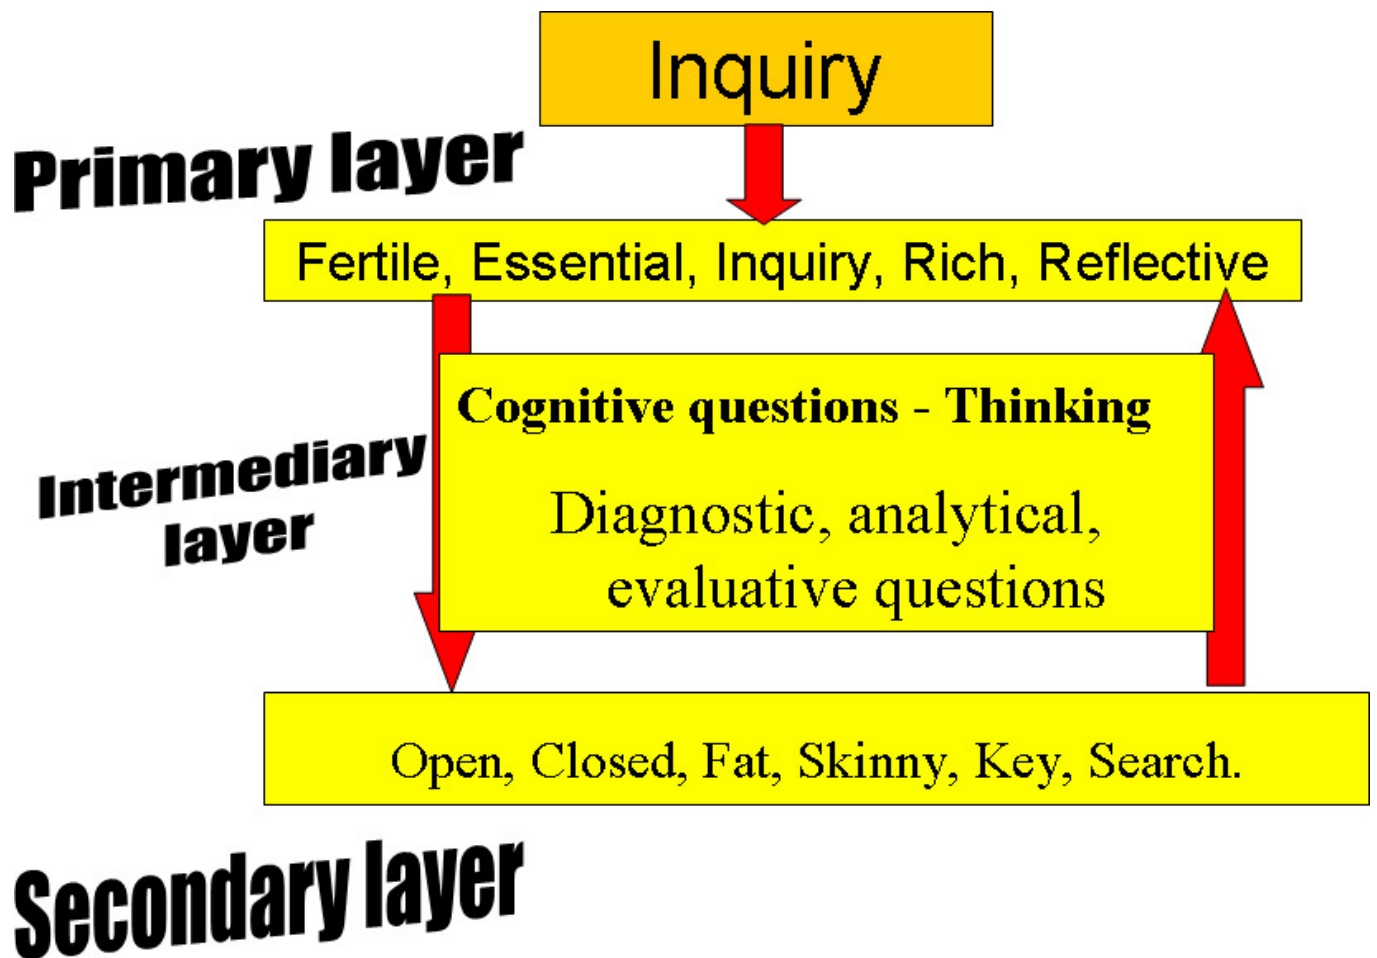 Inquiry
Primary layer
Fertile, Essential, Inquiry, Rich, Reflective
Cognitive questions - Thinking
Intermediary
layer
Diagnostic, analytical,
evaluative questions
Open, Closed, Fat, Skinny, Key, Search.
Secondary layer